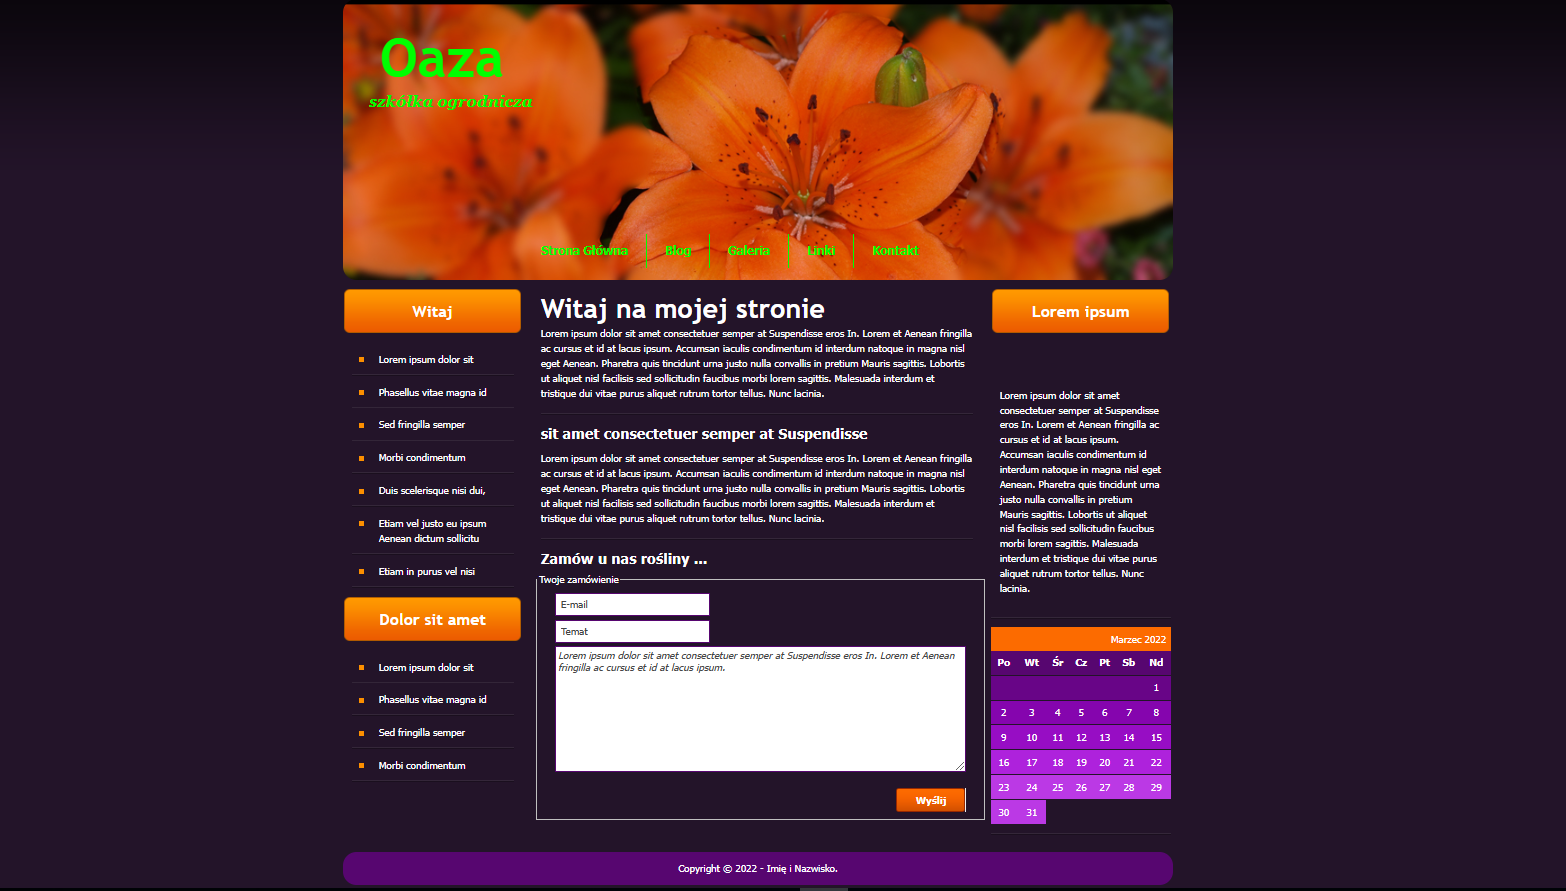 Oaza
szkółka ogrodnicza
Strona Główna
Blog
Galeria
Linki
Kontakt
Witaj
Lorem ipsum dolor sit
Phasellus vitae magna id
Sed fringilla semper
Morbi condimentum
Duis scelerisque nisi dui,
Etiam vel justo eu ipsum
Aenean dictum sollicitu
Etiam in purus vel nisi
Dolor sit amet
Lorem ipsum dolor sit
Phasellus vitae magna id
Sed fringilla semper
Morbi condimentum
Witaj na mojej stronie
Lorem ipsum dolor sit amet consectetuer semper at Suspendisse eros In. Lorem et Aenean fringilla
ac cursus et id at lacus ipsum. Accumsan iaculis condimentum id interdum natoque in magna nisl
eget Aenean. Pharetra quis tincidunt urna justo nulla convallis in pretium Mauris sagittis. Lobortis
ut aliquet nisl facilisis sed sollicitudin faucibus morbi lorem sagittis. Malesuada interdum et
tristique dui vitae purus aliquet rutrum tortor tellus. Nunc lacinia.
sit amet consectetuer semper at Suspendisse
Lorem ipsum dolor sit amet consectetuer semper at Suspendisse eros In. Lorem et Aenean fringilla
ac cursus et id at lacus ipsum. Accumsan iaculis condimentum id interdum natoque in magna nisl
eget Aenean. Pharetra quis tincidunt urna justo nulla convallis in pretium Mauris sagittis. Lobortis
ut aliquet nisl facilisis sed sollicitudin faucibus morbi lorem sagittis. Malesuada interdum et
tristique dui vitae purus aliquet rutrum tortor tellus. Nunc lacinia.
Zamów u nas rośliny ...
Twoje zamówienie
E-mail
Temat
Lorem ipsum dolor sit amet consectetuer semper at Suspendisse eros In. Lorem et Aenean
fringilla ac cursus et id at lacus ipsum.
Wyślij
Lorem ipsum
Lorem ipsum dolor sit amet
consectetuer semper at Suspendisse
eros In. Lorem et Aenean fringilla ac
cursus et id at lacus ipsum.
Accumsan iaculis condimentum id
interdum natoque in magna nisl eget
Aenean. Pharetra quis tincidunt urna
justo nulla convallis in pretium
Mauris sagittis. Lobortis ut aliquet
nisl facilisis sed sollicitudin faucibus
morbi lorem sagittis. Malesuada
interdum et tristique dui vitae purus
aliquet rutrum tortor tellus. Nunc
lacinia.
Marzec 2022
Po Wt Śr Cz Pt Sb Nd
1
2 3 4 5 6 7 8
9 10 11 12 13 14 15
16 17 18 19 20 21 22
23 24 25 26 27 28 29
30 31
Copyright © 2022 - Imię i Nazwisko.